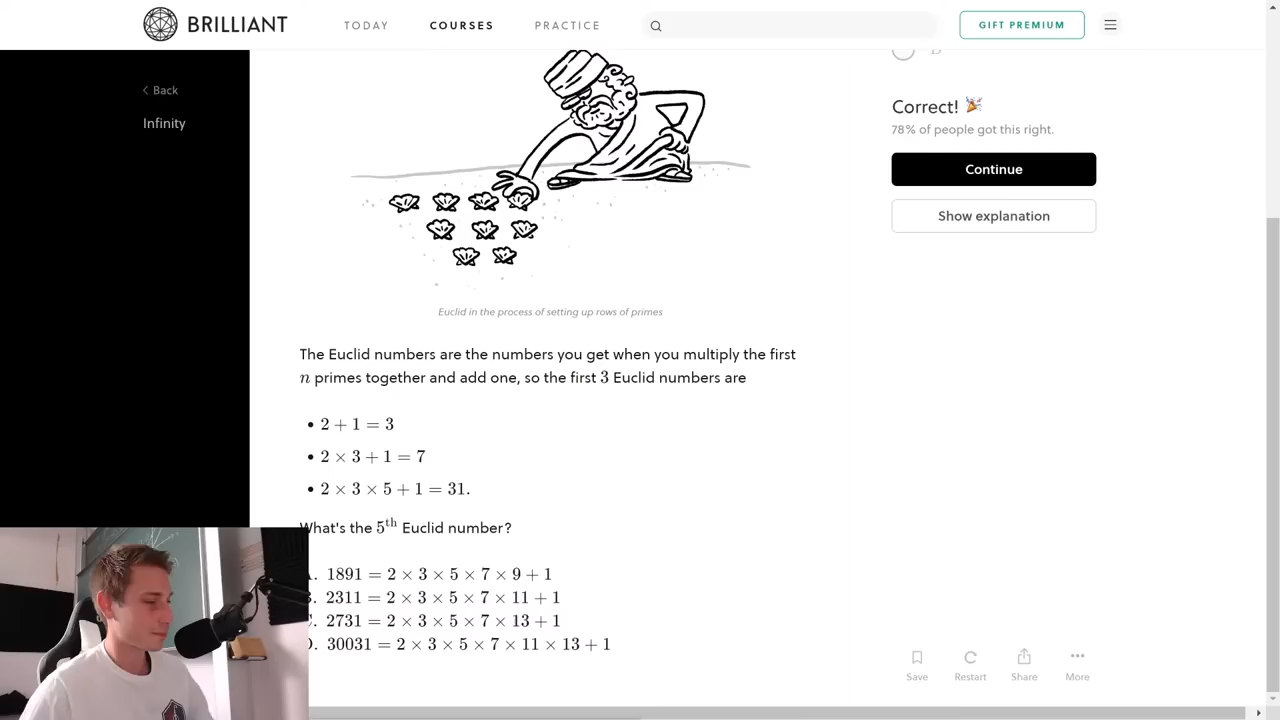 BRILLIANT
TODAY
COURSES
PRACTICE
GIFT PREMIUM
Back
Infinity
Correct!
78% of people got this right.
Continue
Show explanation
Euclid in the process of setting up rows of primes
The Euclid numbers are the numbers you get when you multiply the first
n primes together and add one, so the first 3 Euclid numbers are
• 2 + 1 = 3
• 2 × 3 + 1 = 7
• 2 × 3 × 5 + 1 = 31.
What's the 5th Euclid number?
1891 = 2 × 3 × 5 × 7 × 9 + 1
2311 = 2 × 3 × 5 × 7 × 11 + 1
2731 = 2 × 3 × 5 × 7 × 13 + 1
30031 = 2 × 3 × 5 × 7 × 11 × 13 + 1
Save
Restart
Share
More